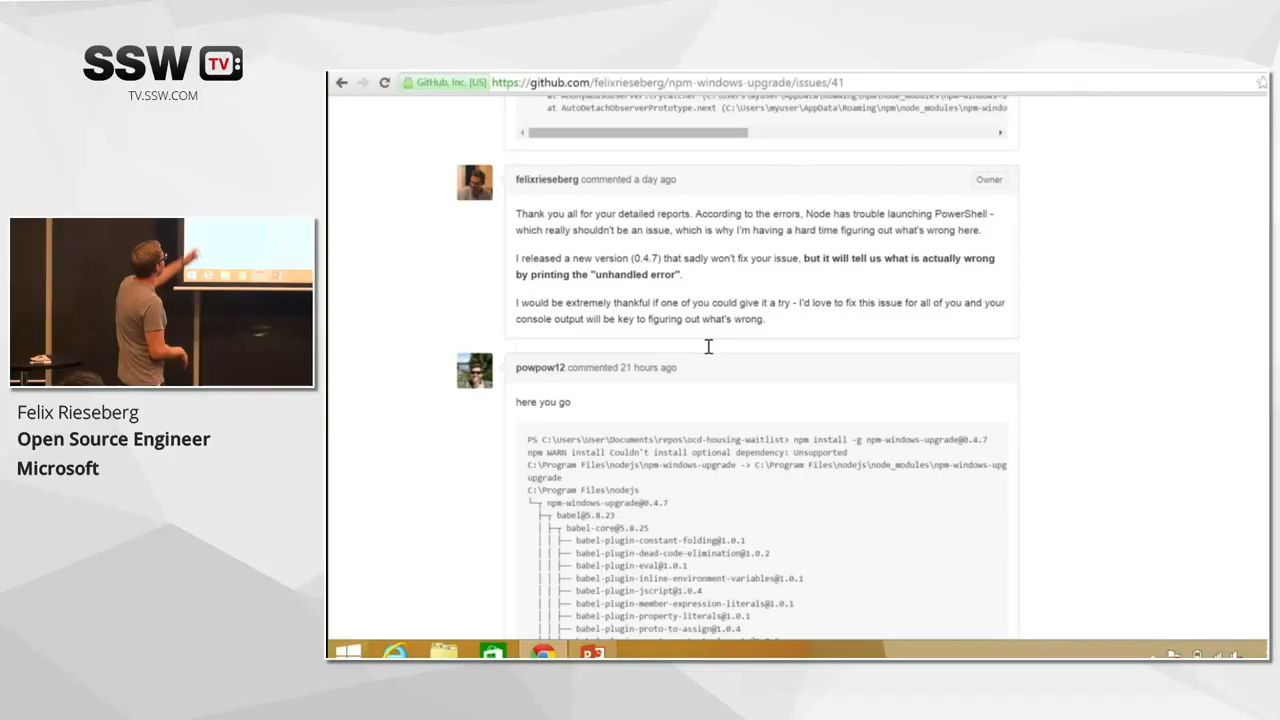 SSW TV:
TV.SSW.COM
GitHub, Inc. [US] https://github.com/felixrieseberg/npm-windows-upgrade/issues/41
at AutoDetachObserverPrototype.next (C:\Users\myuser\AppData\Roaming\npm\node_modules\npm-windo
felixrieseberg commented a day ago
Owner
Thank you all for your detailed reports. According to the errors, Node has trouble launching PowerShell -
which really shouldn't be an issue, which is why I'm having a hard time figuring out what's wrong here.
I released a new version (0.4.7) that sadly won't fix your issue, but it will tell us what is actually wrong
by printing the "unhandled error".
I would be extremely thankful if one of you could give it a try - I'd love to fix this issue for all of you and your
console output will be key to figuring out what's wrong.
powpow12 commented 21 hours ago
here you go
PS C:\Users\User\Documents\repos\ocd-housing-waitlist> npm install -g npm-windows-upgrade@0.4.7
npm WARN install Couldn't install optional dependency: Unsupported
C:\Program Files\nodejs\npm-windows-upgrade -> C:\Program Files\nodejs\node_modules\npm-windows-upg
upgrade
C:\Program Files\nodejs
└─┬ npm-windows-upgrade@0.4.7
├─┬ babel@5.8.23
│ ├─┬ babel-core@5.8.25
│ │ ├── babel-plugin-constant-folding@1.0.1
│ │ ├── babel-plugin-dead-code-elimination@1.0.2
│ │ ├── babel-plugin-eval@1.0.1
│ │ ├── babel-plugin-inline-environment-variables@1.0.1
│ │ ├── babel-plugin-jscript@1.0.4
│ │ ├── babel-plugin-member-expression-literals@1.0.1
│ │ ├── babel-plugin-property-literals@1.0.1
│ │ ├── babel-plugin-proto-to-assign@1.0.4
Felix Rieseberg
Open Source Engineer
Microsoft